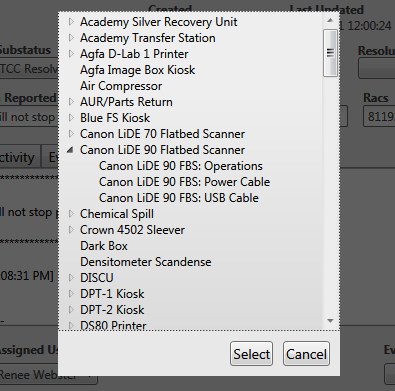 Created
Last Updated
12:00:24
Substatus
TCC Resolv
Resolu
Reported
Racs
ll not stop
8119
ctivity
Academy Silver Recovery Unit
Academy Transfer Station
Agfa D-Lab 1 Printer
Agfa Image Box Kiosk
Air Compressor
AUR/Parts Return
Blue FS Kiosk
Canon LiDE 70 Flatbed Scanner
Canon LiDE 90 Flatbed Scanner
Canon LiDE 90 FBS: Operations
Canon LiDE 90 FBS: Power Cable
Canon LiDE 90 FBS: USB Cable
Chemical Spill
Crown 4502 Sleever
Dark Box
Densitometer Scandense
DISCU
DPT-1 Kiosk
DPT-2 Kiosk
DS80 Printer
ll not stop p
:08:31 PM]
Select Cancel
Assigned Us
Renee Webster
Ev